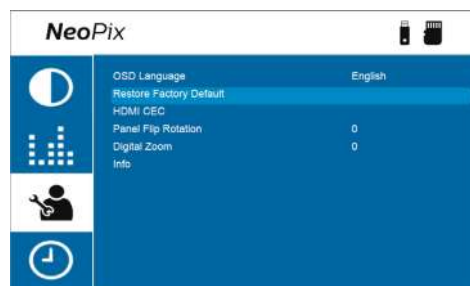 NeoPix
OSD Language English
Restore Factory Default
HDMI CEC
Panel Flip Rotation 0
Digital Zoom 0
Info